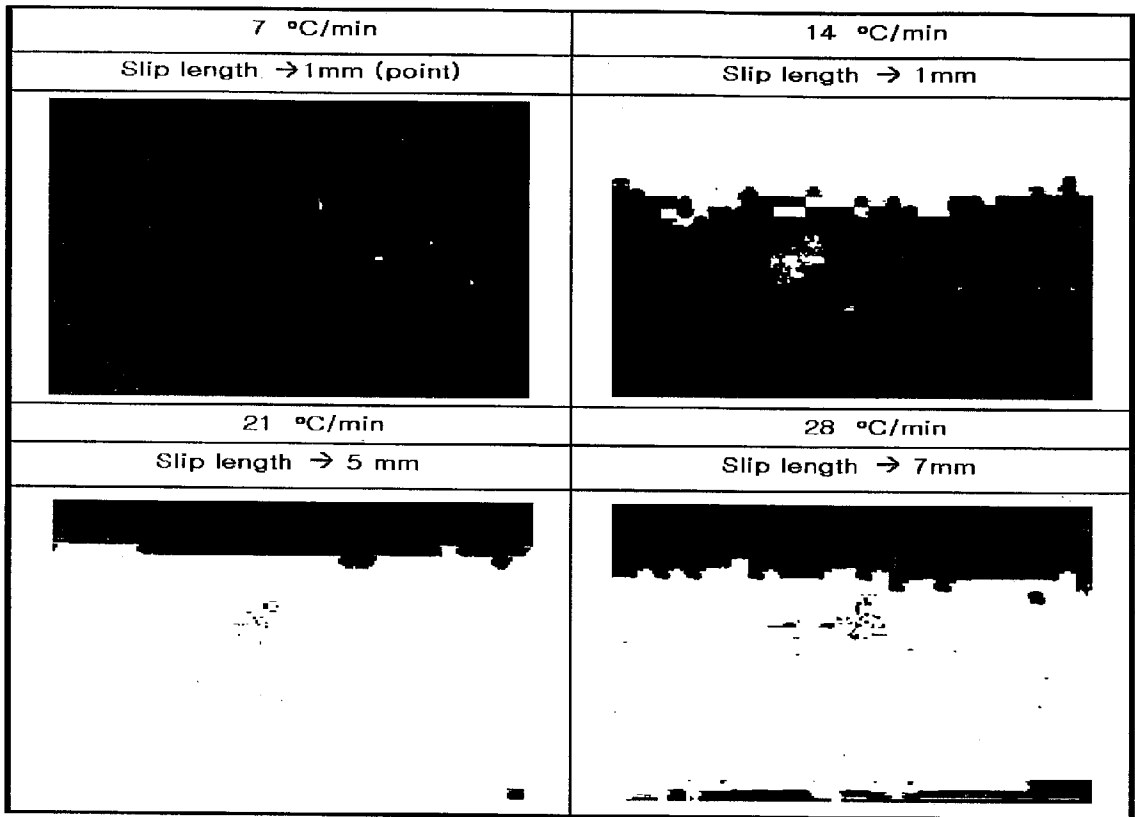 7 ºC/min
14 ºC/min
Slip length → 1mm (point)
Slip length → 1mm
21 ºC/min
28 ºC/min
Slip length → 5 mm
Slip length → 7mm